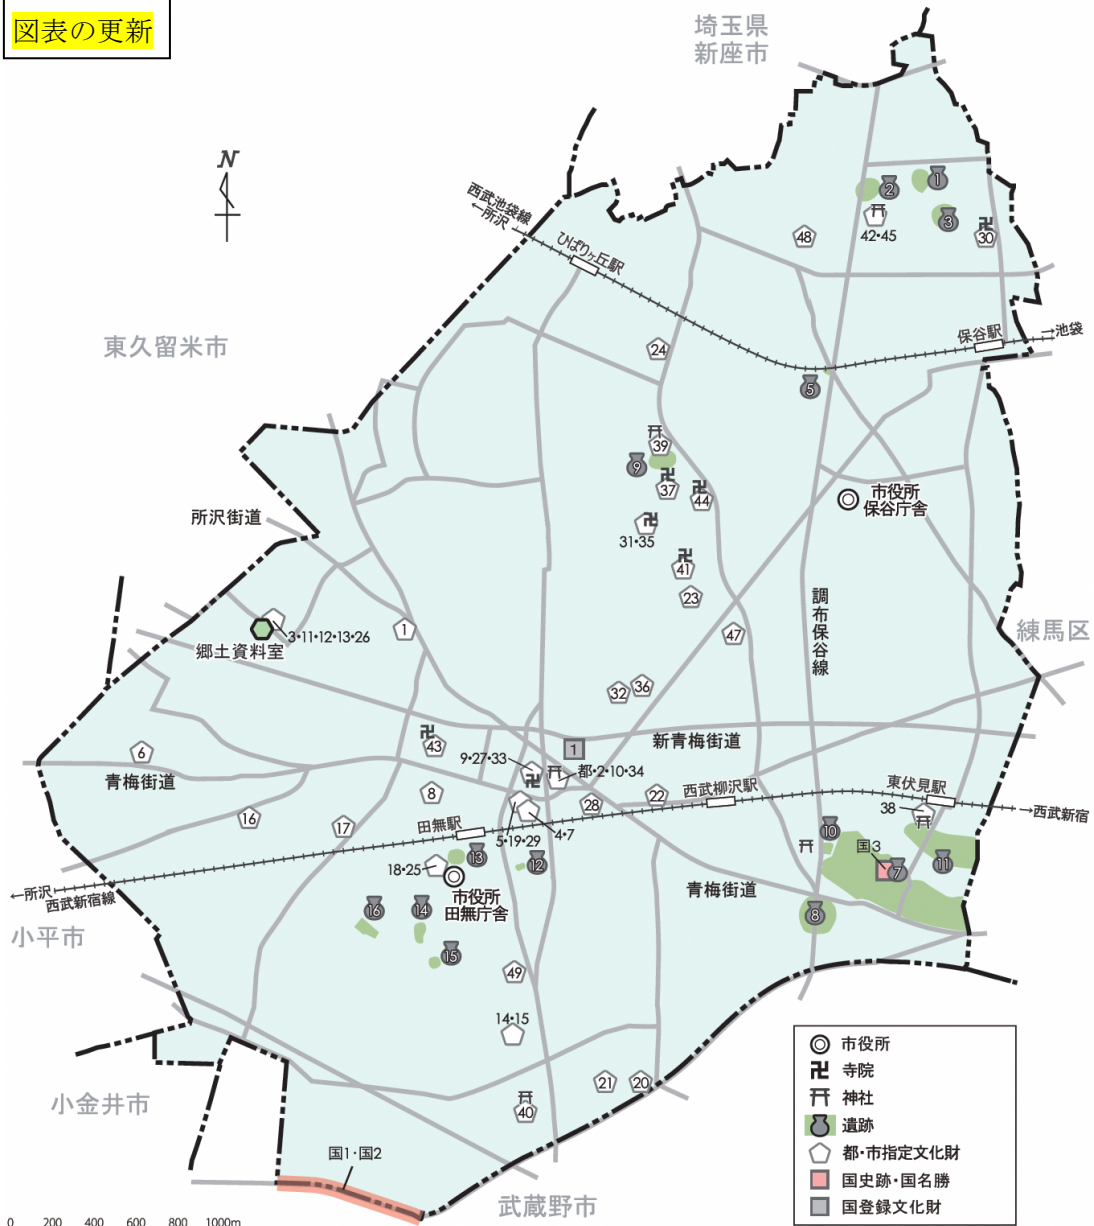 図表の更新
埼玉県
新座市
N
西武池袋線
←所沢
ひばりヶ丘駅
2
1
3
42•45
48
30
東久留米市
24
保谷駅
→池袋
5
39
9
37
44
市役所
保谷庁舎
所沢街道
31•35
41
23
調布保谷線
3•11•12•13•26
1
郷土資料室
47
練馬区
32
36
6
43
1
新青梅街道
青梅街道
9•27•33
都•2•10•34
8
28
22
西武柳沢駅
東伏見駅
38
→西武新宿
16
17
田無駅
5•19•29
4•7
10
国3
7
11
18•25
13
12
←所沢
西武新宿線
市役所
田無庁舎
青梅街道
8
小平市
16
14
15
49
14•15
小金井市
21
20
40
国1•国2
武蔵野市
市役所
寺院
神社
遺跡
都•市指定文化財
国史跡•国名勝
国登録文化財
0 200 400 600 800 1000m